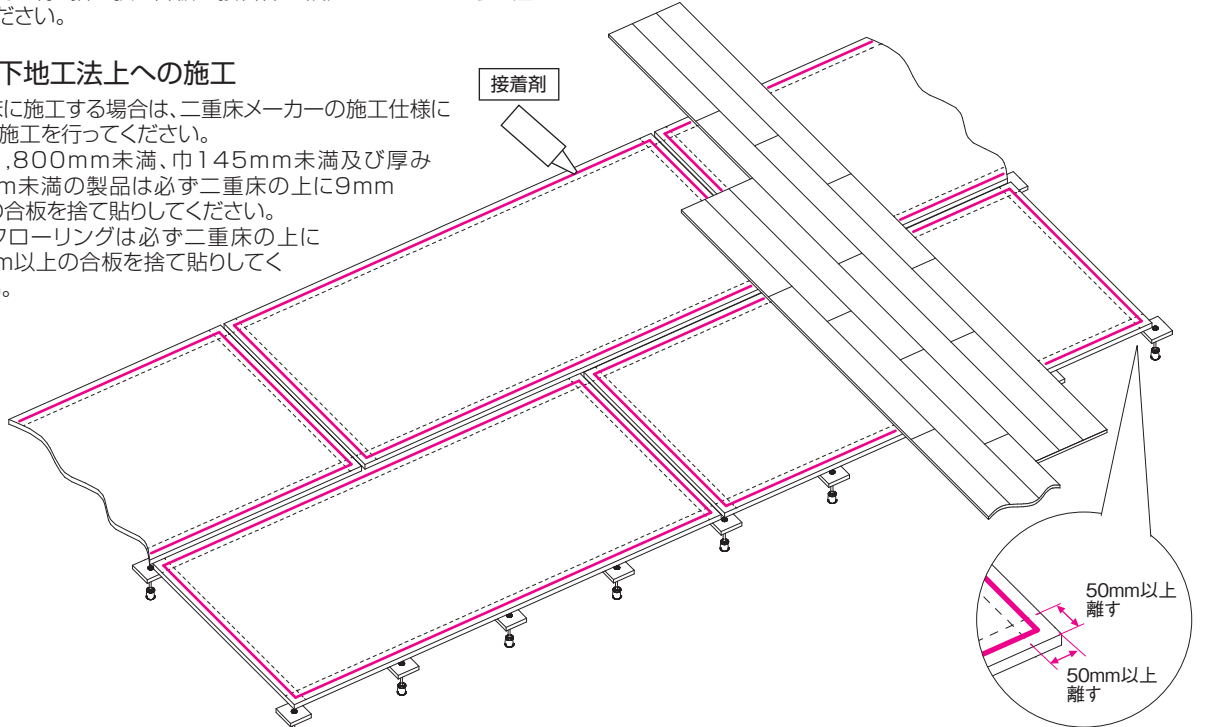 ださい。
下地工法上への施工
に施工する場合は、二重床メーカーの施工仕様に
施工を行ってください。
,800mm未満、巾145mm未満及び厚み
m未満の製品は必ず二重床の上に9mm
の合板を捨て貼りしてください。
フローリングは必ず二重床の上に
m以上の合板を捨て貼りしてく
。
接着剤
50mm以上
離す
50mm以上
離す